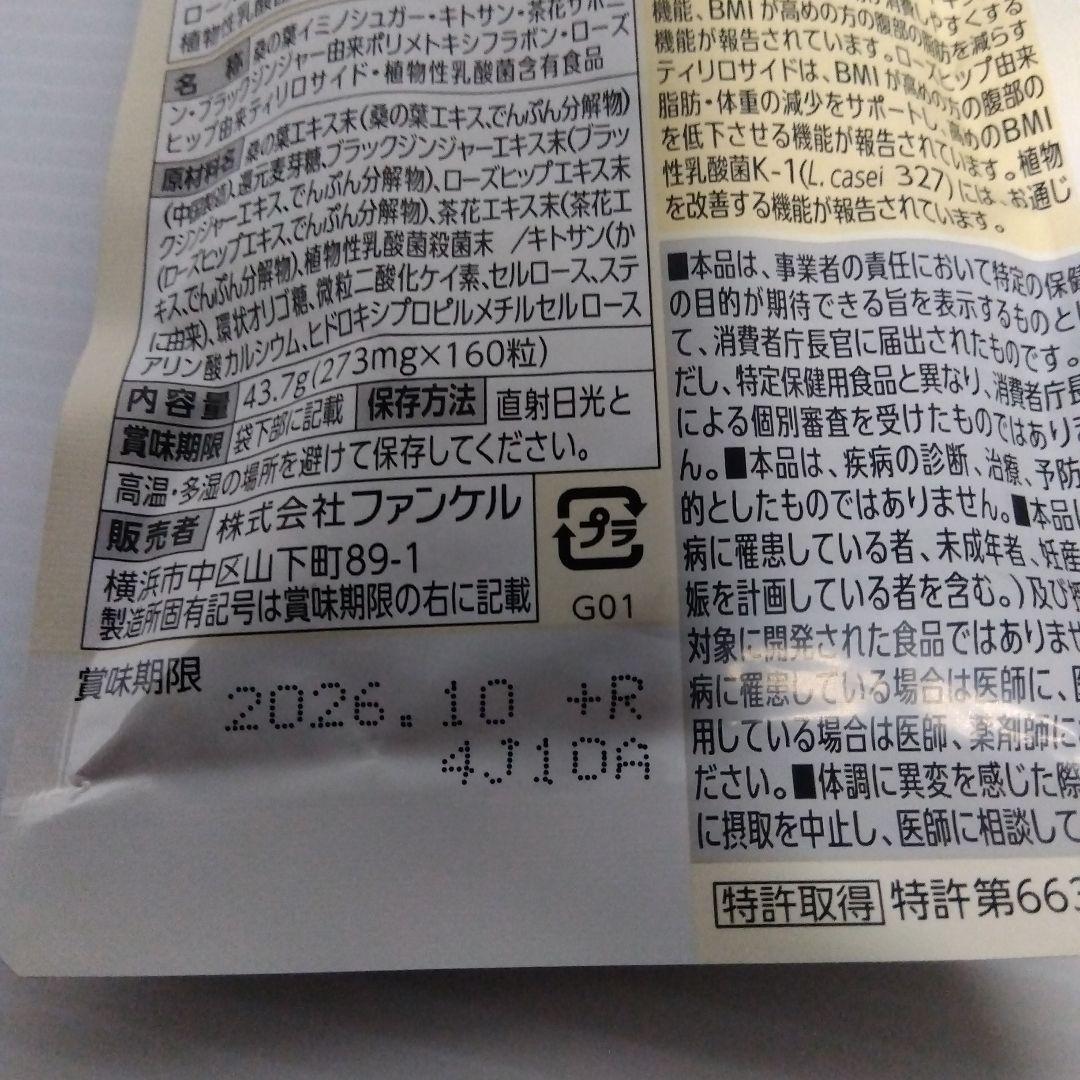 植物性乳酸菌
名 称 桑の葉イミノシュガー・キトサン・茶花サポニ
ン・ブラックジンジャー由来ポリメトキシフラボン・ローズ
ヒップ由来ティリロサイド・植物性乳酸菌含有食品
原材料名 桑の葉エキス末(桑の葉エキス、でんぷん分解物)
(中国製造)、還元麦芽糖、ブラックジンジャーエキス末(ブラッ
クジンジャーエキス、でんぷん分解物)、ローズヒップエキス末
(ローズヒップエキス、でんぷん分解物)、茶花エキス末(茶花エ
キス、でんぷん分解物)、植物性乳酸菌殺菌末 /キトサン(か
に由来)、環状オリゴ糖、微粒二酸化ケイ素、セルロース、ステ
アリン酸カルシウム、ヒドロキシプロピルメチルセルロース
内容量 43.7g(273mg×160粒)
賞味期限 袋下部に記載 保存方法 直射日光と
高温・多湿の場所を避けて保存してください。
販売者 株式会社ファンケル
横浜市中区山下町89-1
製造所固有記号は賞味期限の右に記載
プラ
G01
賞味期限
2026.10 +R
4J10A
機能、BMIが高めの方の腹部の脂肪を減らす
機能が報告されています。ローズヒップ由来
ティリロサイドは、BMIが高めの方の腹部の
脂肪・体重の減少をサポートし、高めのBMI
を低下させる機能が報告されています。植物
性乳酸菌K-1(L. casei 327)には、お通じ
を改善する機能が報告されています。
■本品は、事業者の責任において特定の保健
の目的が期待できる旨を表示するものとし
て、消費者庁長官に届出されたものです。
だし、特定保健用食品と異なり、消費者庁長
による個別審査を受けたものではありませ
ん。■本品は、疾病の診断、治療、予防
的としたものではありません。■本品は
病に罹患している者、未成年者、妊産
娠を計画している者を含む。)及び授
対象に開発された食品ではありませ
病に罹患している場合は医師に、医
用している場合は医師、薬剤師に
ださい。■体調に異変を感じた際
に摂取を中止し、医師に相談して
特許取得 特許第663